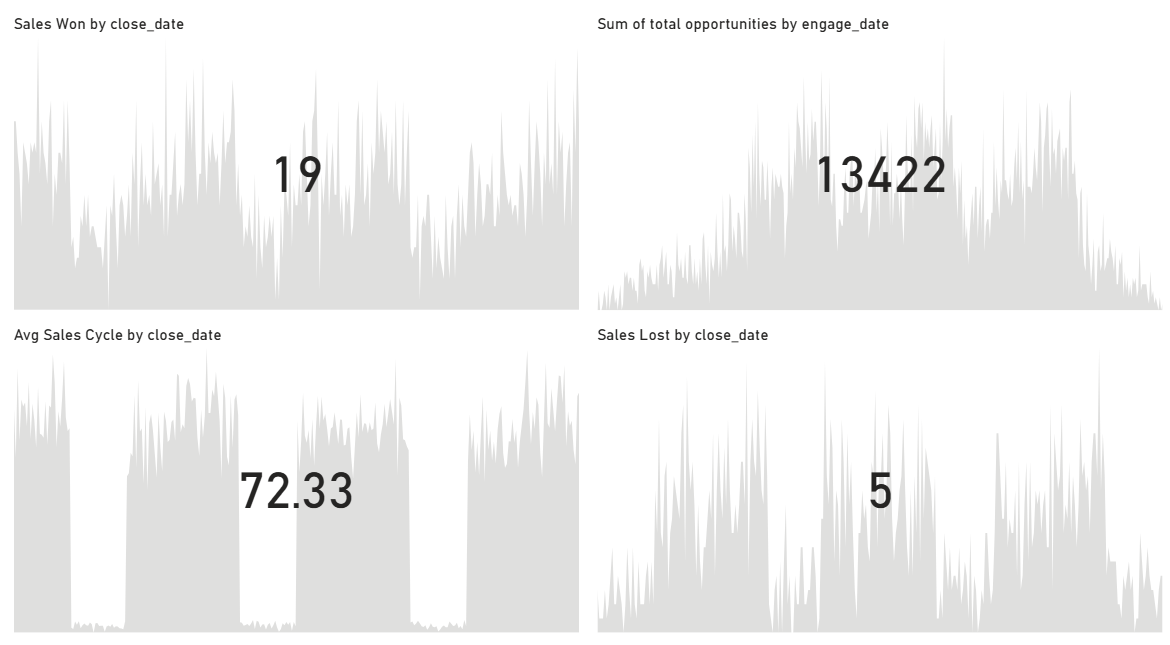 Sales Won by close_date
19
Sum of total opportunities by engage_date
13422
Avg Sales Cycle by close_date
72.33
Sales Lost by close_date
5